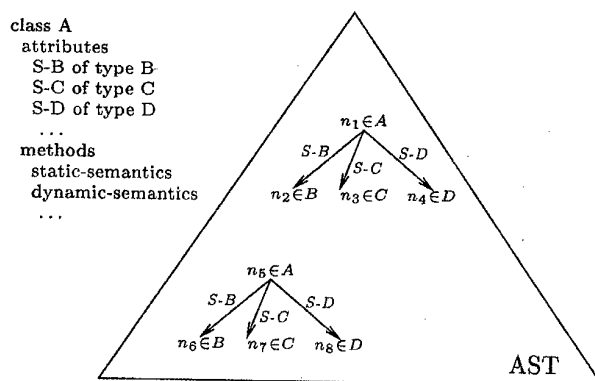 class A
attributes
S-B of type B
S-C of type C
S-D of type D
...
methods
static-semantics
dynamic-semantics
...
n₁∈A
S-B
S-C
S-D
n₂∈B n₃∈C n₄∈D
n₅∈A
S-B
S-C
S-D
n₆∈B n₇∈C n₈∈D
AST